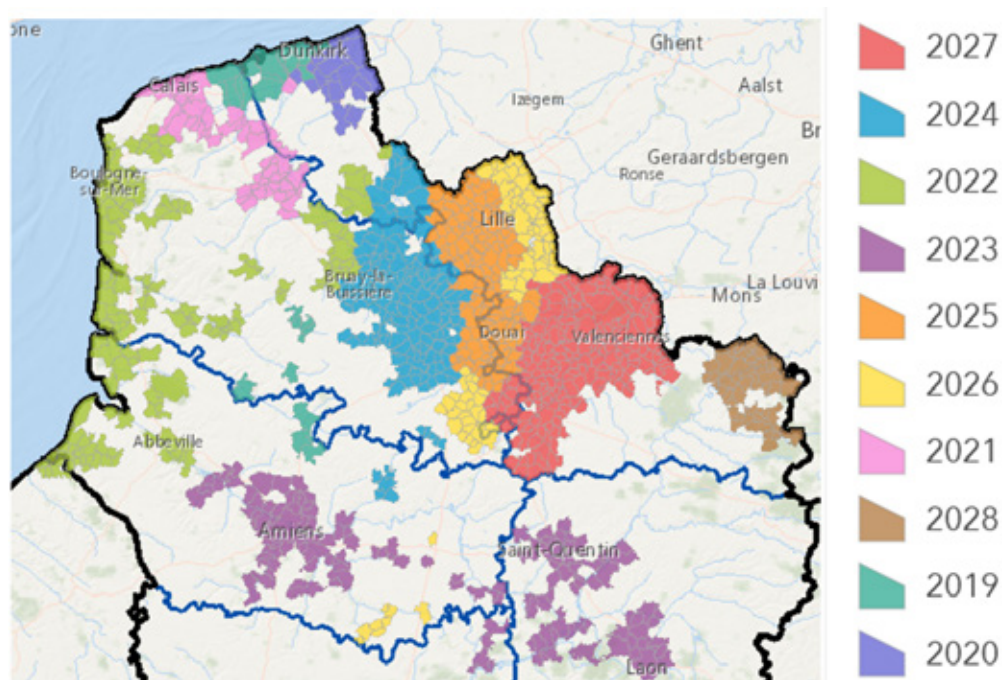 one
Dunkirk
Calais
Ghent
Aalst
Izegem
Br
Geraardsbergen
Ronse
Boulogne-
sur-Mer
Lille
Bruay-la-
Buissière
La Louvi
Mons
Douai
Valenciennes
Abbeville
Amiens
Saint-Quentin
Laon
2027
2024
2022
2023
2025
2026
2021
2028
2019
2020